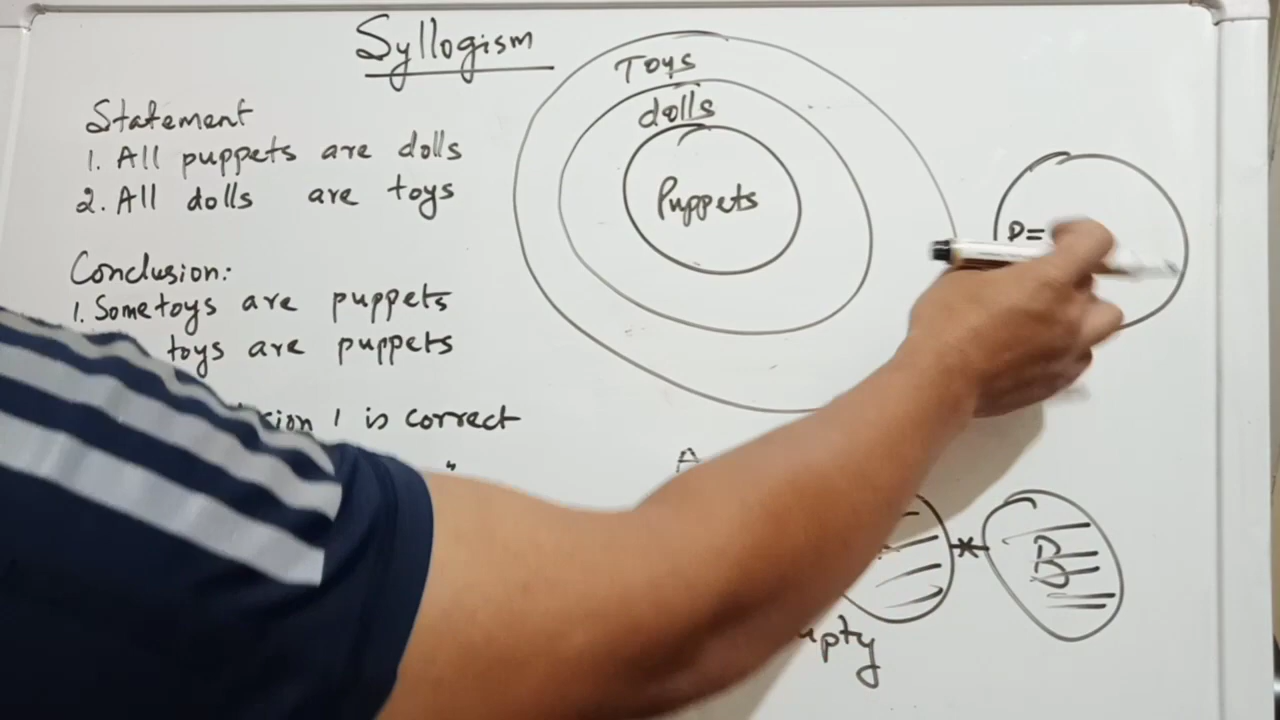 Syllogism
Statement
1. All puppets are dolls
2. All dolls are toys
Conclusion:
1. Some toys are puppets
toys are puppets
1 is correct
"
Toys
dolls
Puppets
D=
A
B